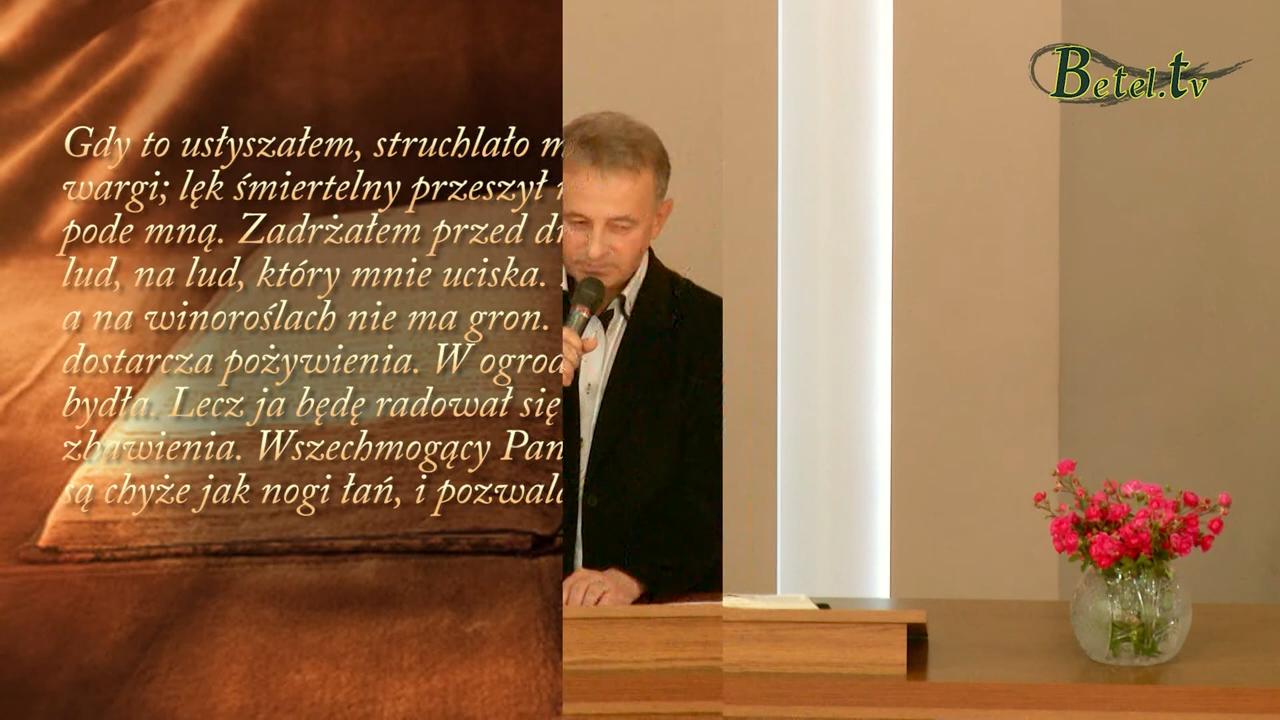 Betel.tv
Gdy to usłyszałem, struchlało
wargi; lęk śmiertelny przeszył
pode mną. Zadrżałem przed
lud, na lud, który mnie uciska.
a na winoroślach nie ma gron.
dostarcza pożywienia. W
bydła. Lecz ja będę radował się
zbawienia. Wszechmogący Pan
są chyże jak nogi łań, i